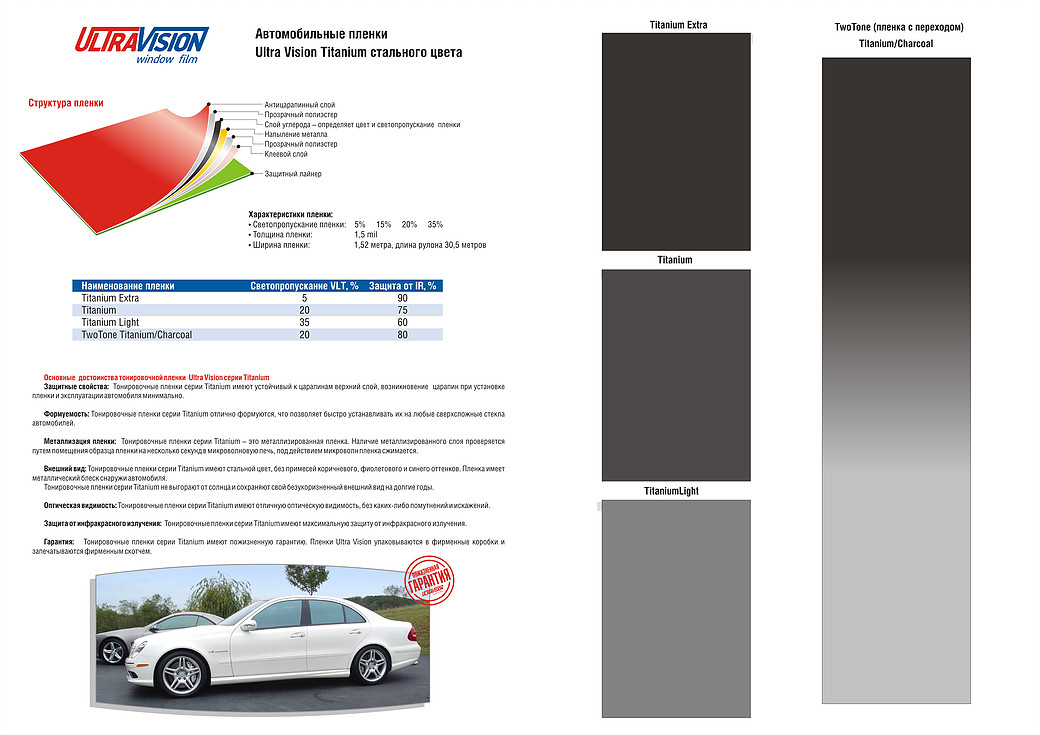 ULTRAVISION
window film
Автомобильные пленки
Ultra Vision Titanium стального цвета
Структура пленки
Антицарапинный слой
Прозрачный полиэстер
Слой углерода – определяет цвет и светопропускание пленки
Напыление металла
Прозрачный полиэстер
Клеевой слой
Защитный лайнер
Характеристики пленки:
• Светопропускание пленки: 5% 15% 20% 35%
• Толщина пленки: 1,5 mil
• Ширина пленки: 1,52 метра, длина рулона 30,5 метров
Наименование пленки Светопропускание VLT, % Защита от IR, %
Titanium Extra 5 90
Titanium 20 75
Titanium Light 35 60
TwoTone Titanium/Charcoal 20 80
Основные достоинства тонировочной пленки Ultra Vision серии Titanium
Защитные свойства: Тонировочные пленки серии Titanium имеют устойчивый к царапинам верхний слой, возникновение царапин при установке
пленки и эксплуатации автомобиля минимально.
Формуемость: Тонировочные пленки серии Titanium отлично формуются, что позволяет быстро устанавливать их на любые сверхсложные стекла
автомобилей.
Металлизация пленки: Тонировочные пленки серии Titanium – это металлизированная пленка. Наличие металлизированного слоя проверяется
путем помещения образца пленки на несколько секунд в микроволновую печь, под действием микроволн пленка сжимается.
Внешний вид: Тонировочные пленки серии Titanium имеют стальной цвет, без примесей коричневого, фиолетового и синего оттенков. Пленка имеет
металлический блеск снаружи автомобиля.
Тонировочные пленки серии Titanium не выгорают от солнца и сохраняют свой безукоризненный внешний вид на долгие годы.
Оптическая видимость: Тонировочные пленки серии Titanium имеют отличную оптическую видимость, без каких-либо помутнений и искажений.
Защита от инфракрасного излучения: Тонировочные пленки серии Titanium имеют максимальную защиту от инфракрасного излучения.
Гарантия: Тонировочные пленки серии Titanium имеют пожизненную гарантию. Пленки Ultra Vision упаковываются в фирменные коробки и
запечатываются фирменным скотчем.
ПОЖИЗНЕННАЯ
ГАРАНТИЯ
ULTRAVISION
Titanium Extra
Titanium
TitaniumLight
TwoTone (пленка с переходом)
Titanium/Charcoal